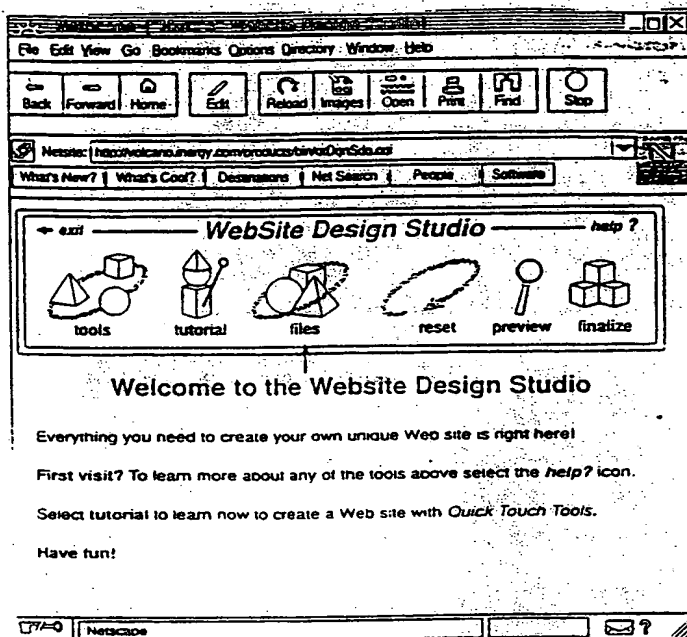 File Edit View Go Bookmarks Options Directory Window Help
Back Forward Home Edit Reload Images Open Print Find Stop
Netsite:
What's New? What's Cool? Destinations Net Search People Software
exit WebSite Design Studio help ?
tools tutorial files reset preview finalize
Welcome to the Website Design Studio
Everything you need to create your own unique Web site is right here!
First visit? To learn more about any of the tools above select the help? icon.
Select tutorial to learn how to create a Web site with Quick Touch Tools.
Have fun!
Netscape ?